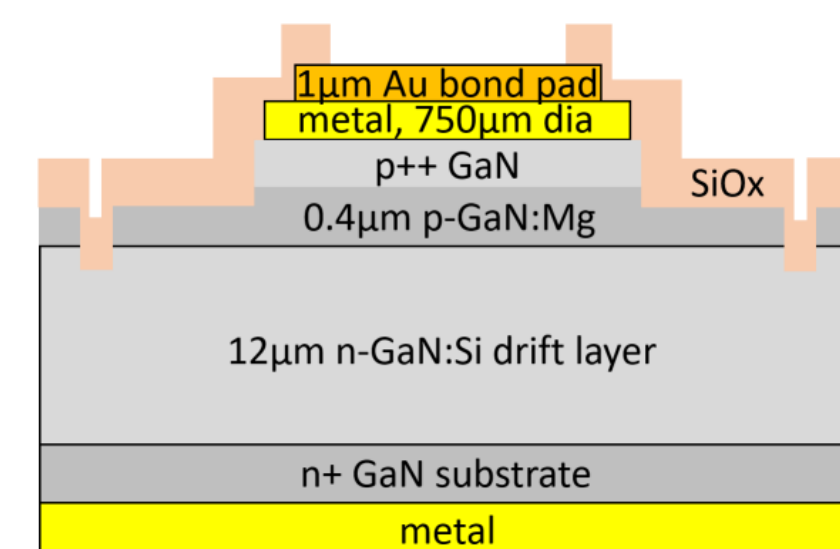 1µm Au bond pad
metal, 750µm dia
p++ GaN
SiOx
0.4µm p-GaN:Mg
12µm n-GaN:Si drift layer
n+ GaN substrate
metal